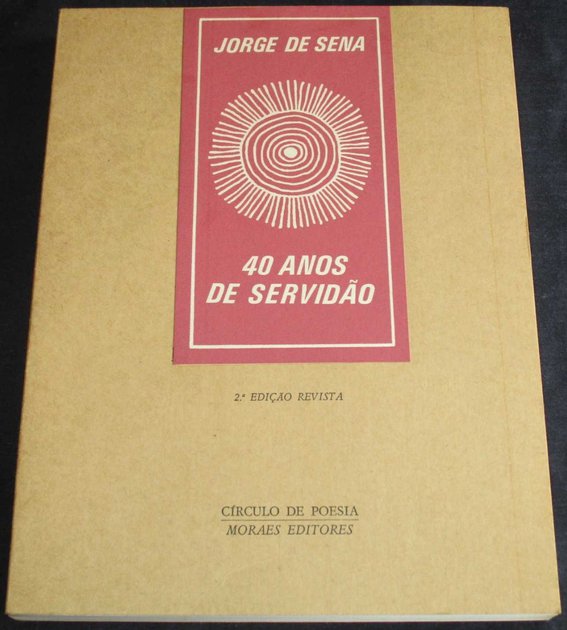 JORGE DE SENA
40 ANOS
DE SERVIDÃO
2.ª EDIÇÃO REVISTA
CÍRCULO DE POESIA
MORAES EDITORES